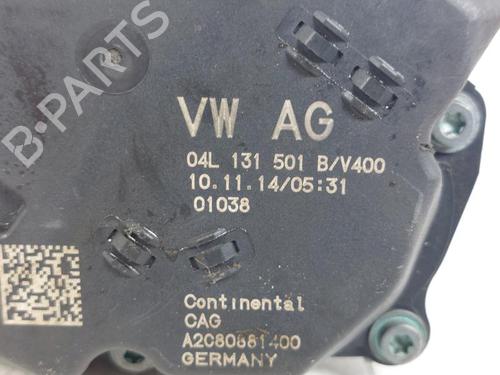 B-PARTS
VW AG
04L 131 501 B/V400
10.11.14/05:31
01038
Continental
CAG
A2C80881400
GERMANY